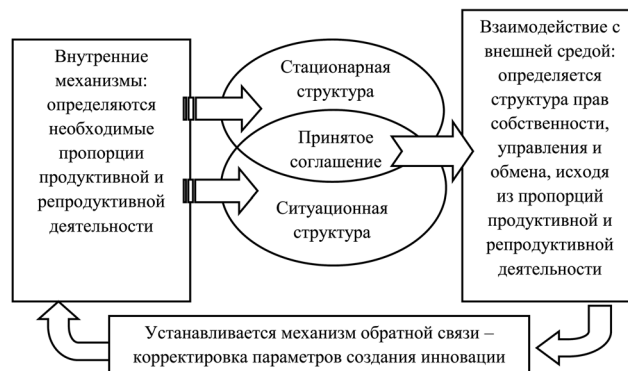 Внутренние
механизмы:
определяются
необходимые
пропорции
продуктивной и
репродуктивной
деятельности
Стационарная
структура
Принятое
соглашение
Ситуационная
структура
Взаимодействие с
внешней средой:
определяется
структура прав
собственности,
управления и
обмена, исходя
из пропорций
продуктивной и
репродуктивной
деятельности
Устанавливается механизм обратной связи –
корректировка параметров создания инновации